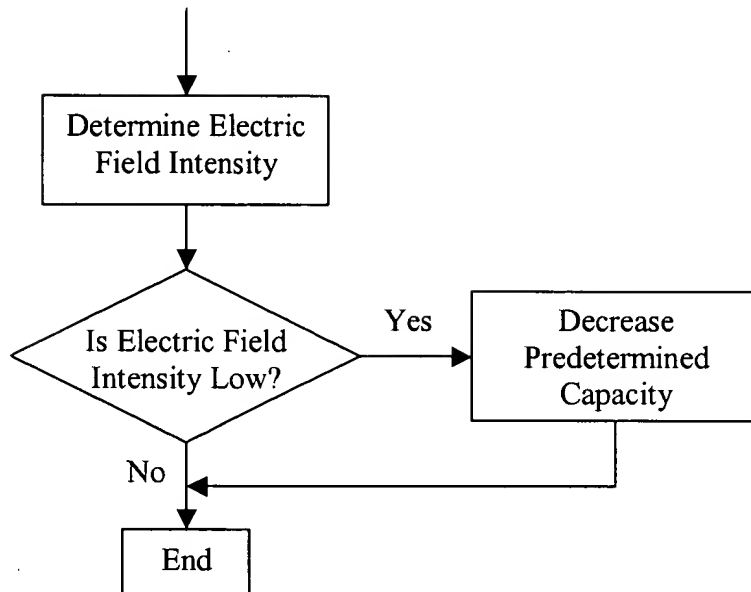 Determine Electric
Field Intensity
Is Electric Field
Intensity Low?
Yes
Decrease
Predetermined
Capacity
No
End